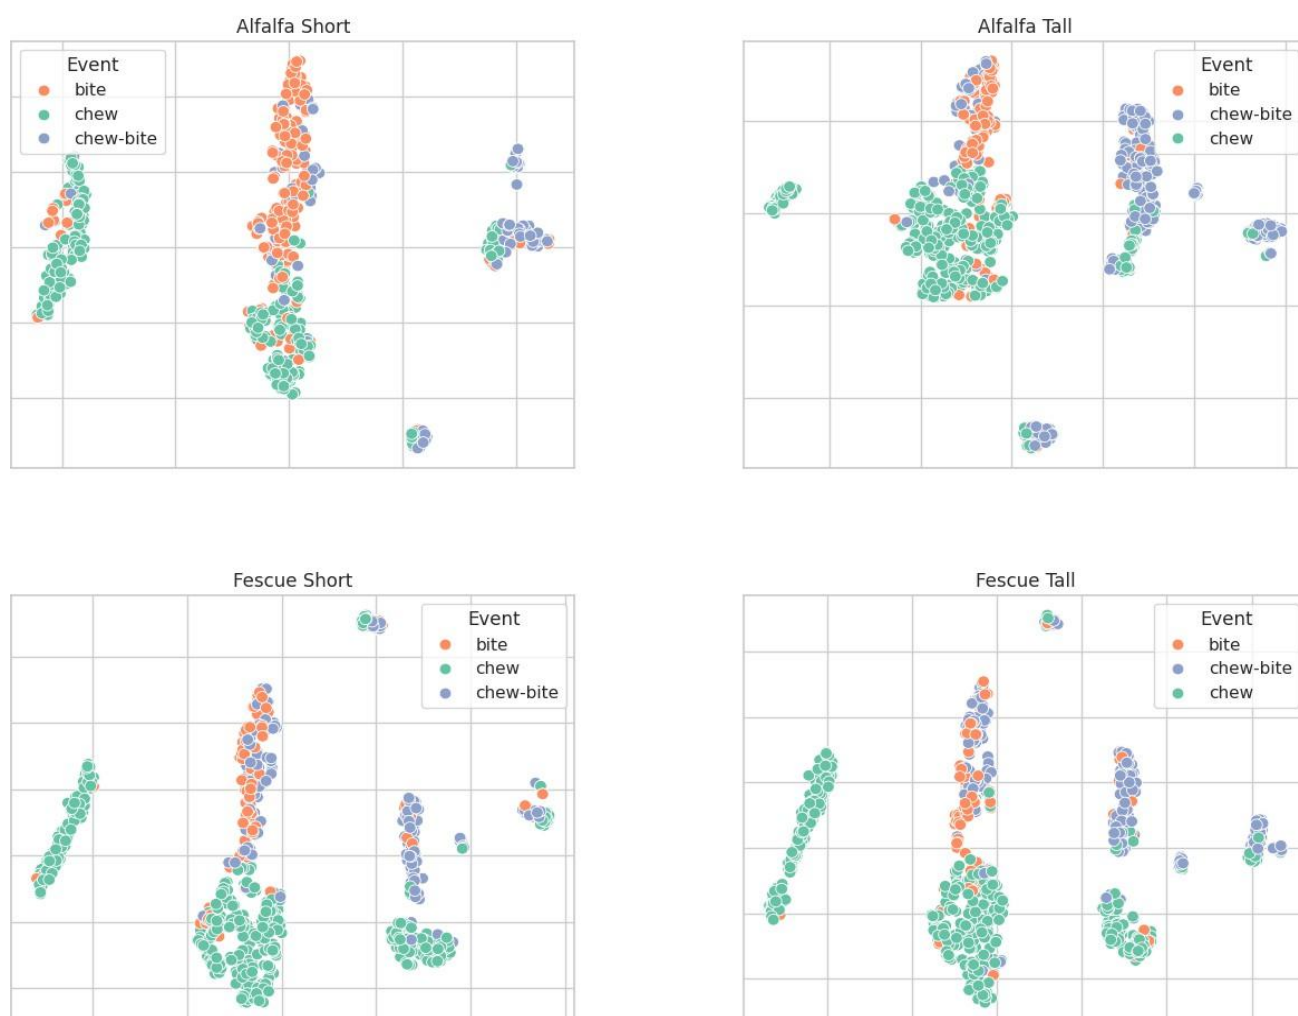 Alfalfa Short
Event
bite
chew
chew-bite
Alfalfa Tall
Event
bite
chew-bite
chew
Fescue Short
Event
bite
chew
chew-bite
Fescue Tall
Event
bite
chew-bite
chew